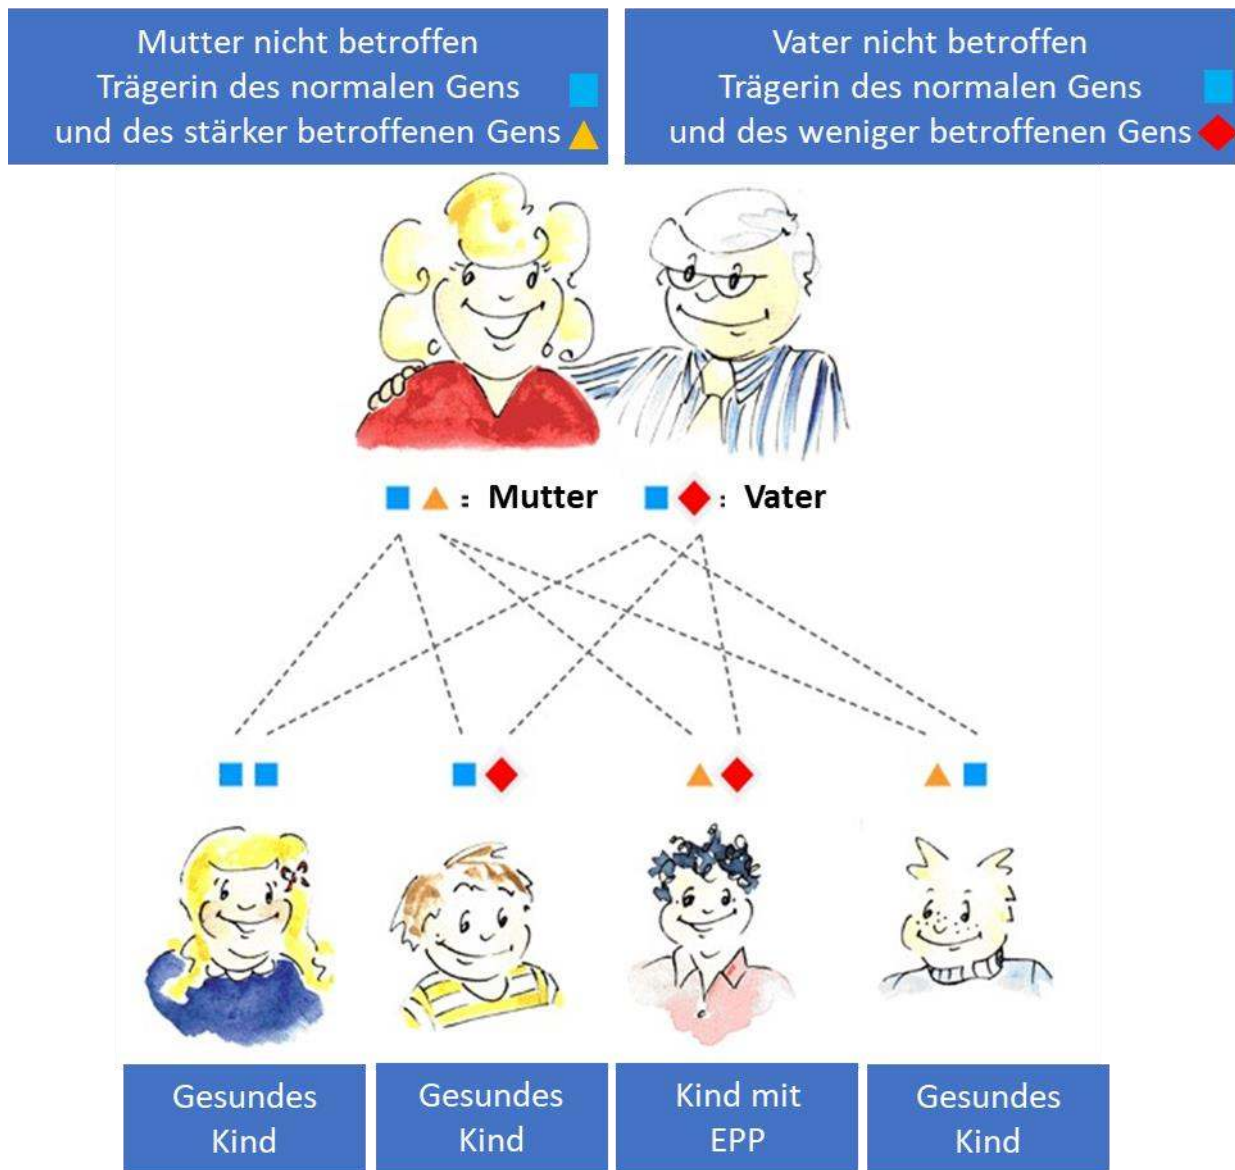 Mutter nicht betroffen
Trägerin des normalen Gens
und des stärker betroffenen Gens
Vater nicht betroffen
Trägerin des normalen Gens
und des weniger betroffenen Gens
= Mutter
: Vater
Gesundes
Kind
Gesundes
Kind
Kind mit
EPP
Gesundes
Kind